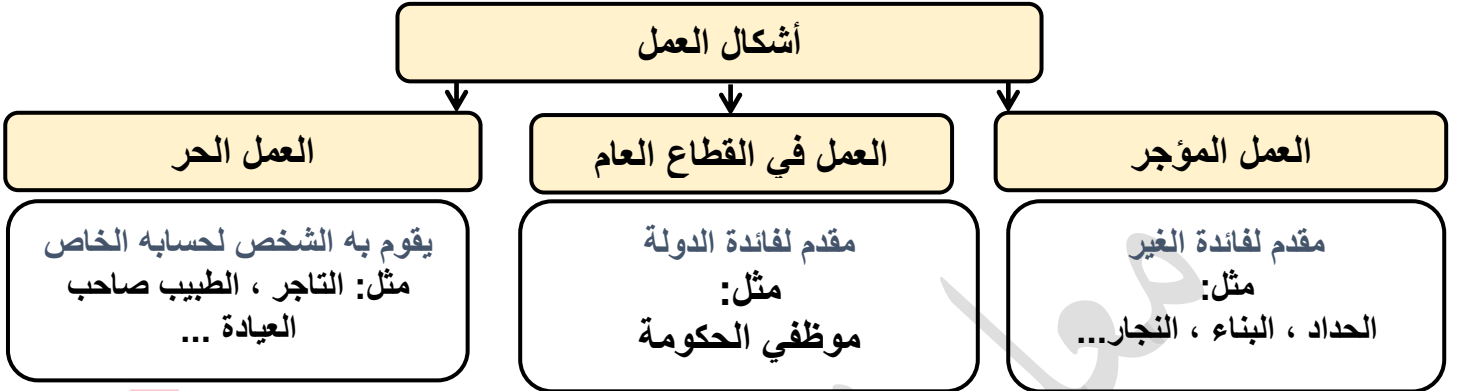 أشكال العمل
العمل المؤجر
العمل في القطاع العام
العمل الحر
مقدم لفائدة الغير
مثل:
الحداد ، البناء ، النجار...
مقدم لفائدة الدولة
مثل:
موظفي الحكومة
يقوم به الشخص لحسابه الخاص
مثل: التاجر ، الطبيب صاحب
العيادة ...